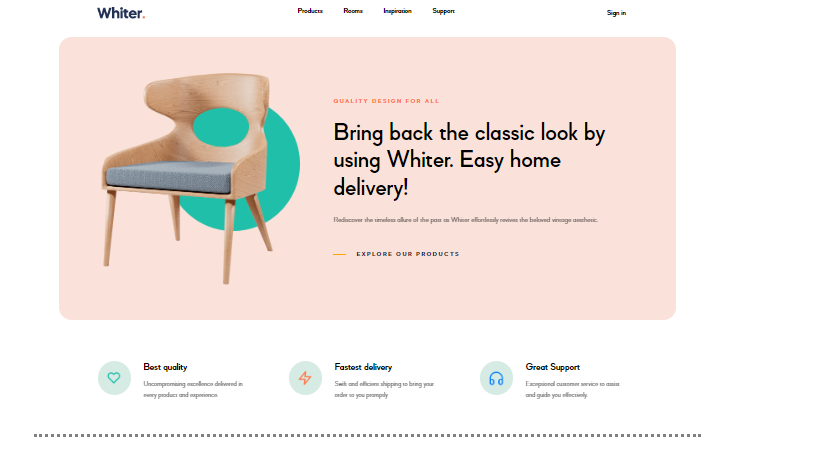 Whiter.
Products
Rooms
Inspiration
Support
Sign in
QUALITY DESIGN FOR ALL
Bring back the classic look by
using Whiter. Easy home
delivery!
Rediscover the timeless allure of the past as Whiter effortlessly revives the beloved vintage aesthetic.
EXPLORE OUR PRODUCTS
Best quality
Uncompromising excellence delivered in
every product and experience.
Fastest delivery
Swift and efficient shipping to bring your
order to you promptly.
Great Support
Exceptional customer service to assist
and guide you effectively.